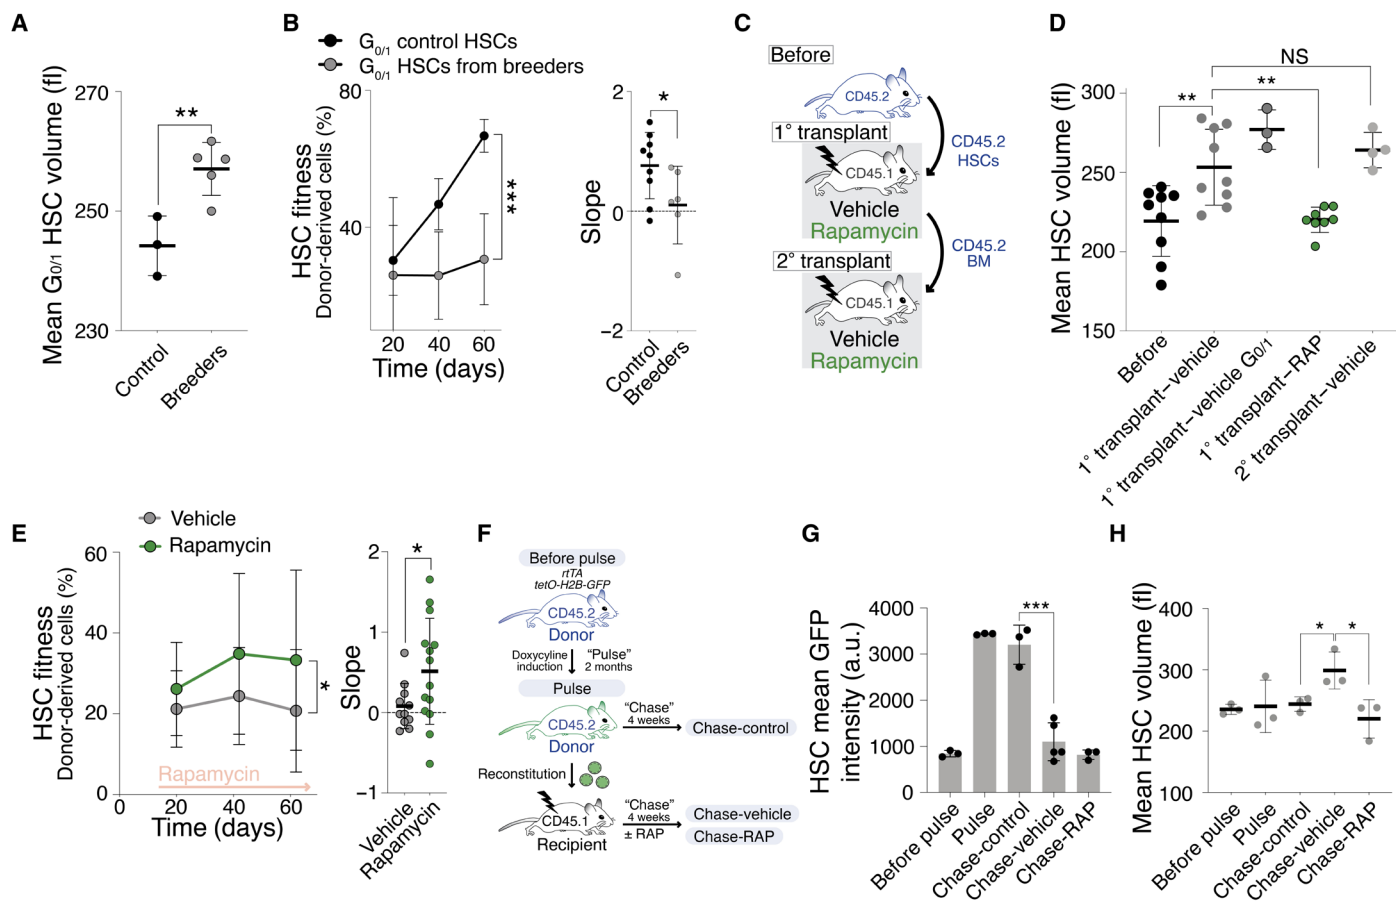 A
Mean G0/1 HSC volume (fl)
270
250
230
**
Control
Breeders
B
G0/1 control HSCs
G0/1 HSCs from breeders
HSC fitness
Donor-derived cells (%)
80
40
***
20 40 60
Time (days)
Slope
2
0
−2
*
Control
Breeders
C
Before
CD45.2
1° transplant
CD45.2
HSCs
CD45.1
Vehicle
Rapamycin
CD45.2
BM
2° transplant
CD45.1
Vehicle
Rapamycin
D
Mean HSC volume (fl)
300
250
200
150
NS
**
**
Before
1° transplant–vehicle
1° transplant–vehicle G0/1
1° transplant–RAP
2° transplant–vehicle
E
Vehicle
Rapamycin
HSC fitness
Donor-derived cells (%)
60
40
20
0
*
Rapamycin
0 20 40 60
Time (days)
Slope
2
1
0
−1
*
Vehicle
Rapamycin
F
Before pulse
rtTA
tetO-H2B-GFP
CD45.2
Donor
Doxycyline
induction
“Pulse”
2 months
Pulse
CD45.2
Donor
“Chase”
4 weeks
Chase-control
Reconstitution
CD45.1
Recipient
“Chase”
4 weeks
± RAP
Chase-vehicle
Chase-RAP
G
HSC mean GFP
intensity (a.u.)
4000
3000
2000
1000
0
***
Before pulse
Pulse
Chase-control
Chase-vehicle
Chase-RAP
H
Mean HSC volume (fl)
400
300
200
100
*
*
Before pulse
Pulse
Chase-control
Chase-vehicle
Chase-RAP